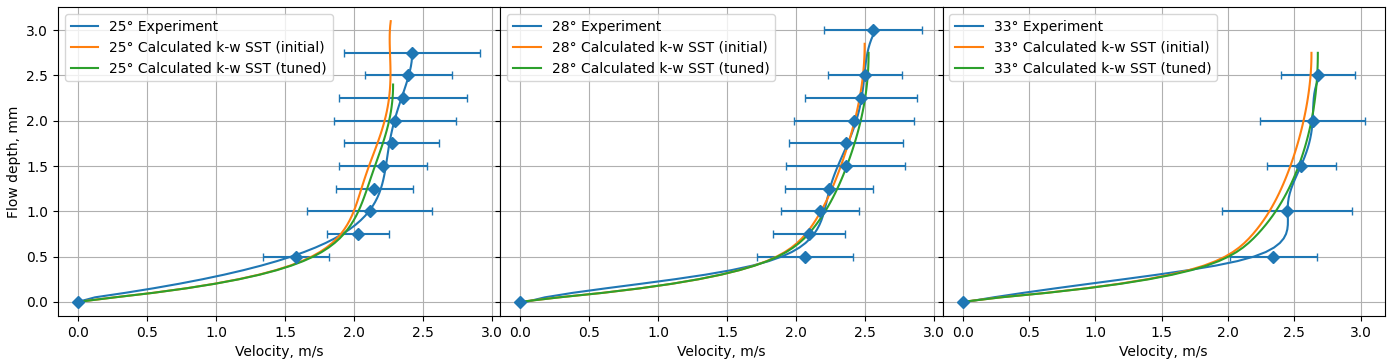 25° Experiment
25° Calculated k-w SST (initial)
25° Calculated k-w SST (tuned)
28° Experiment
28° Calculated k-w SST (initial)
28° Calculated k-w SST (tuned)
33° Experiment
33° Calculated k-w SST (initial)
33° Calculated k-w SST (tuned)
Flow depth, mm
3.0
2.5
2.0
1.5
1.0
0.5
0.0
0.0 0.5 1.0 1.5 2.0 2.5 3.0
0.0 0.5 1.0 1.5 2.0 2.5 3.0
0.0 0.5 1.0 1.5 2.0 2.5 3.0
Velocity, m/s
Velocity, m/s
Velocity, m/s